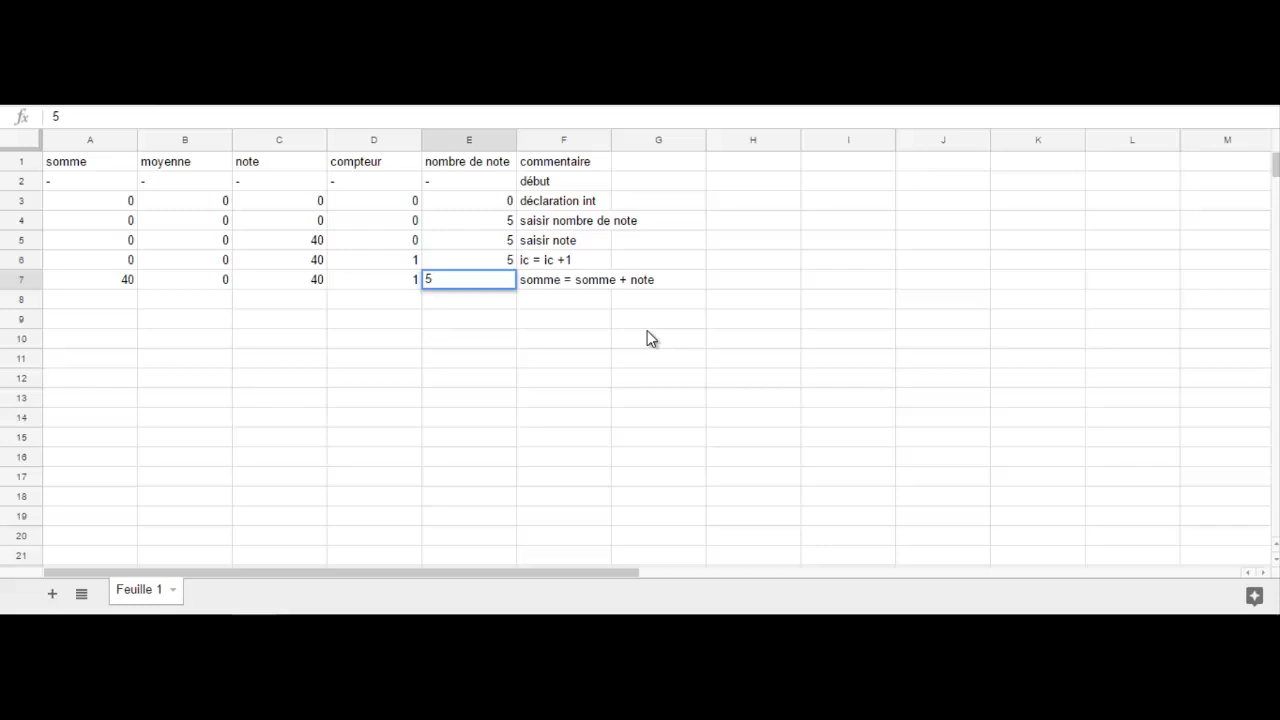 fx 5
A B C D E F G H I J K L M
1 somme moyenne note compteur nombre de note commentaire
2 - - - - - début
3 0 0 0 0 0 déclaration int
4 0 0 0 0 5 saisir nombre de note
5 0 0 40 0 5 saisir note
6 0 0 40 1 5 ic = ic +1
7 40 0 40 1 5 somme = somme + note
8
9
10
11
12
13
14
15
16
17
18
19
20
21
+ Feuille 1